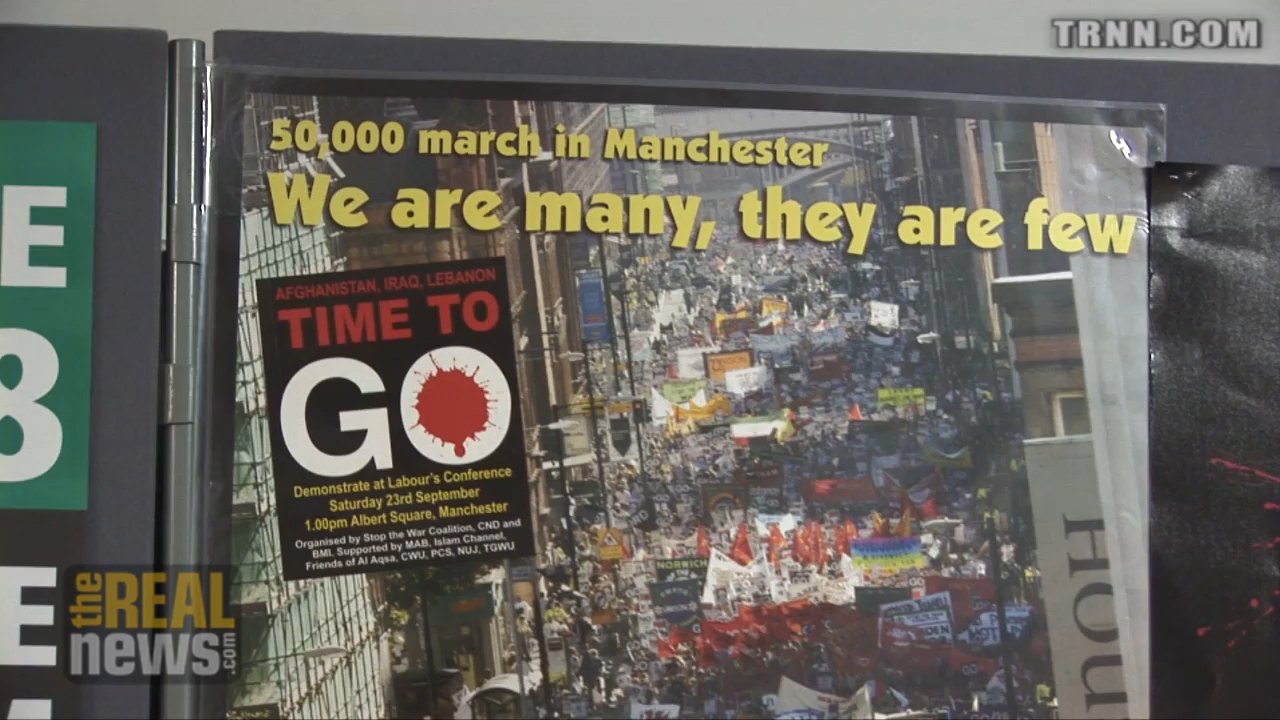 TRNN.COM
50,000 march in Manchester
We are many, they are few
AFGHANISTAN, IRAQ, LEBANON
TIME TO
GO
Demonstrate at Labour's Conference
Saturday 23rd September
1.00pm Albert Square, Manchester
Organised by Stop the War Coalition, CND and
BMI. Supported by MAB, Islam Channel,
Friends of Al Aqsa, CWU, PCS, NUJ, TGWU
E
8
E
NORWICH
GO
HOU
the REAL
news.com